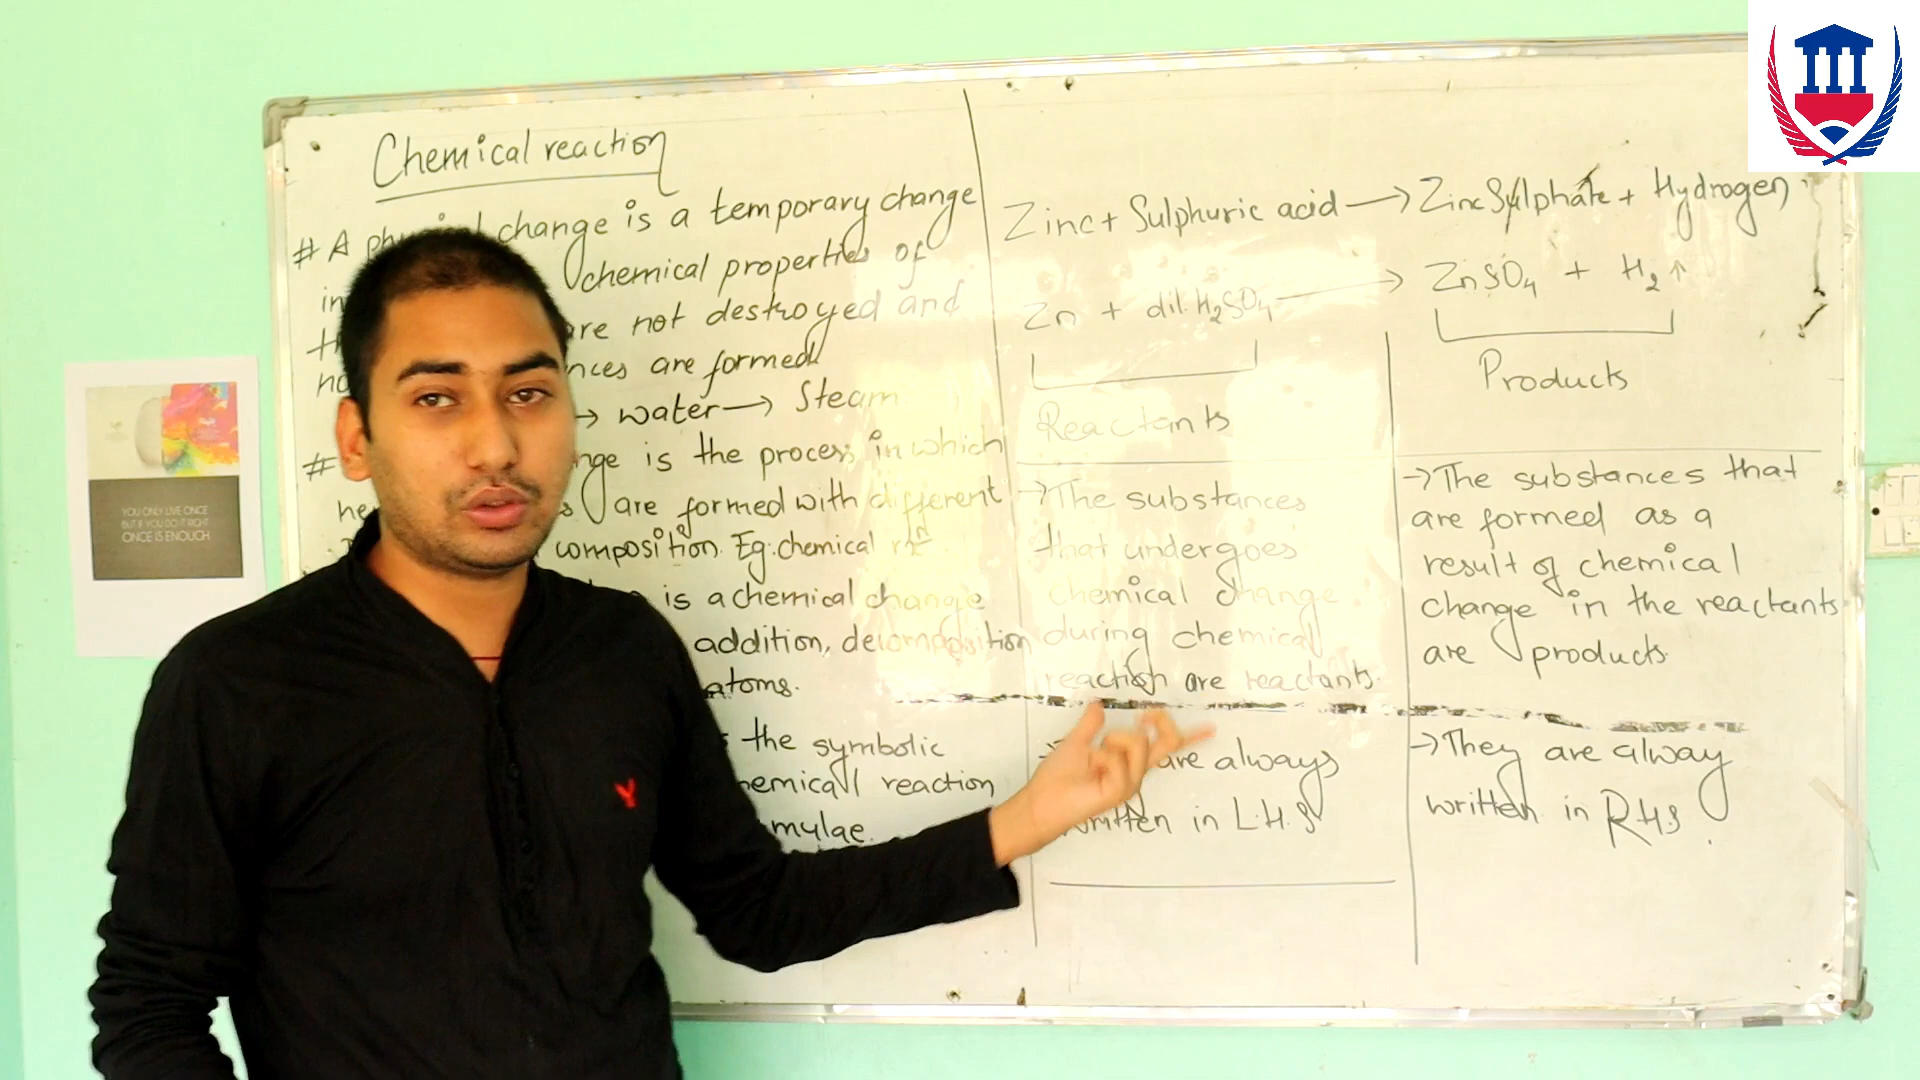 Chemical reaction
# A physical change is a temporary change
in chemical properties of
are not destroyed and
are formed
→ water → Steam
# is the process in which
are formed with different
composition. Eg: chemical rxn.
is a chemical change
addition, decomposition
atoms.
the symbolic
chemical reaction
Zinc + Sulphuric acid → Zinc Sulphate + Hydrogen
Zn + dil. H2SO4 → ZnSO4 + H2 ↑
Reactants
Products
→ The substances
that undergoes
chemical change
during chemical
reaction are reactants.
→ are always
written in L.H.S
→ The substances that
are formed as a
result of chemical
change in the reactants
are products.
→ They are alway
written in R.H.S.
YOU ONLY LIVE ONCE
BUT IF YOU DO IT RIGHT
ONCE IS ENOUGH